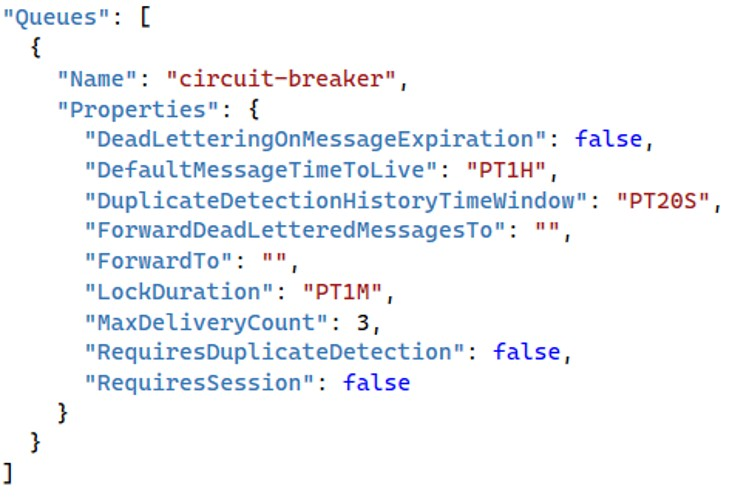 "Queues": [
  {
    "Name": "circuit-breaker",
    "Properties": {
      "DeadLetteringOnMessageExpiration": false,
      "DefaultMessageTimeToLive": "PT1H",
      "DuplicateDetectionHistoryTimeWindow": "PT20S",
      "ForwardDeadLetteredMessagesTo": "",
      "ForwardTo": "",
      "LockDuration": "PT1M",
      "MaxDeliveryCount": 3,
      "RequiresDuplicateDetection": false,
      "RequiresSession": false
    }
  }
]